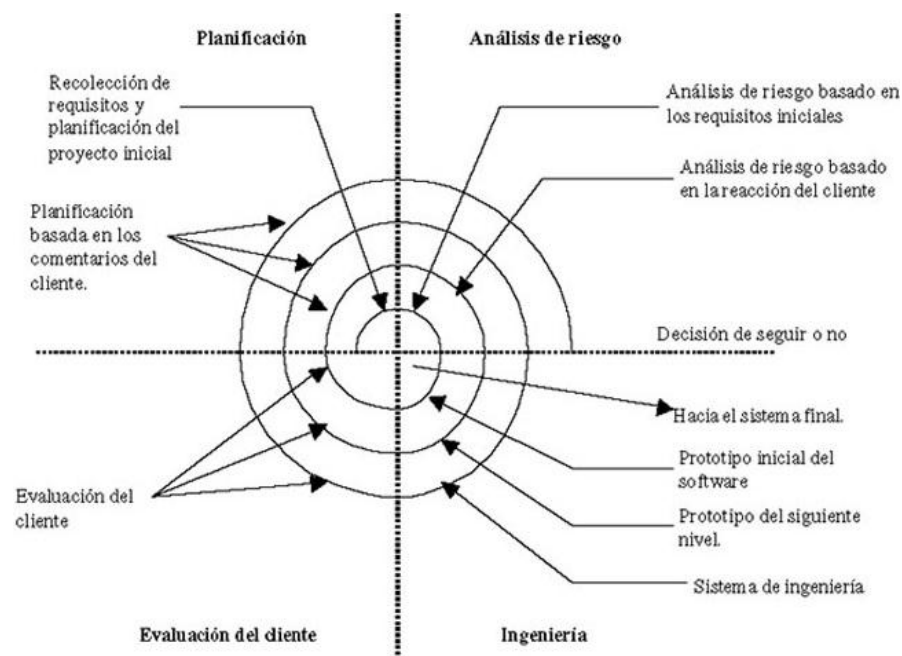 Planificación
Análisis de riesgo
Recolección de
requisitos y
planificación del
proyecto inicial
Análisis de riesgo basado en
los requisitos iniciales
Análisis de riesgo basado
en la reacción del cliente
Planificación
basada en los
comentarios del
cliente.
Decisión de seguir o no
Hacia el sistema final.
Prototipo inicial del
software
Evaluación del
cliente
Prototipo del siguiente
nivel.
Sistema de ingeniería
Evaluación del cliente
Ingeniería